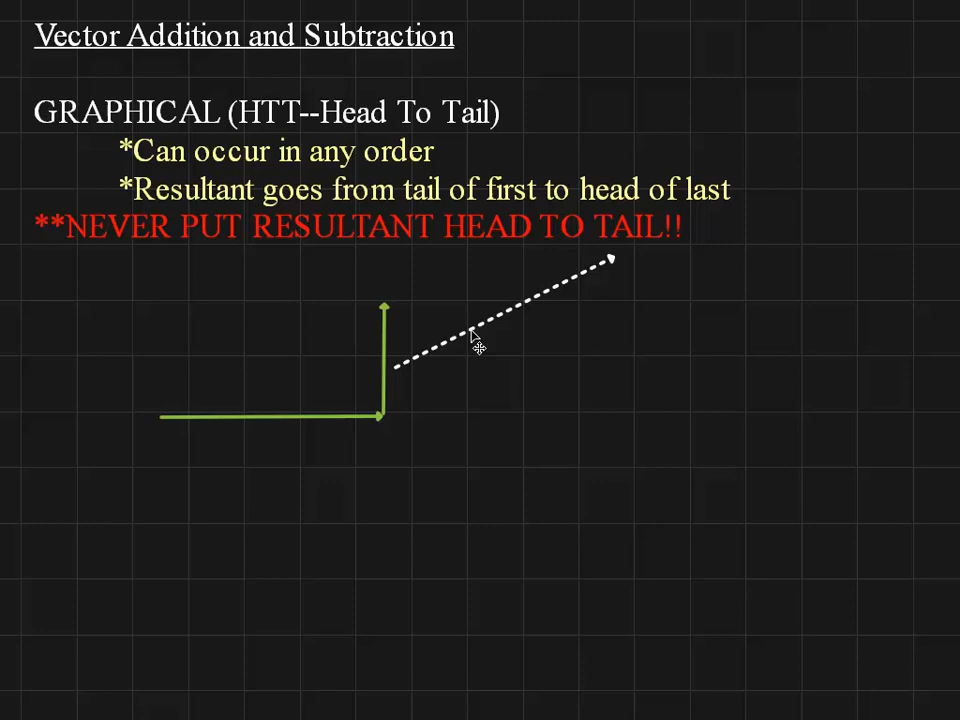 Vector Addition and Subtraction
GRAPHICAL (HTT--Head To Tail)
*Can occur in any order
*Resultant goes from tail of first to head of last
**NEVER PUT RESULTANT HEAD TO TAIL!!